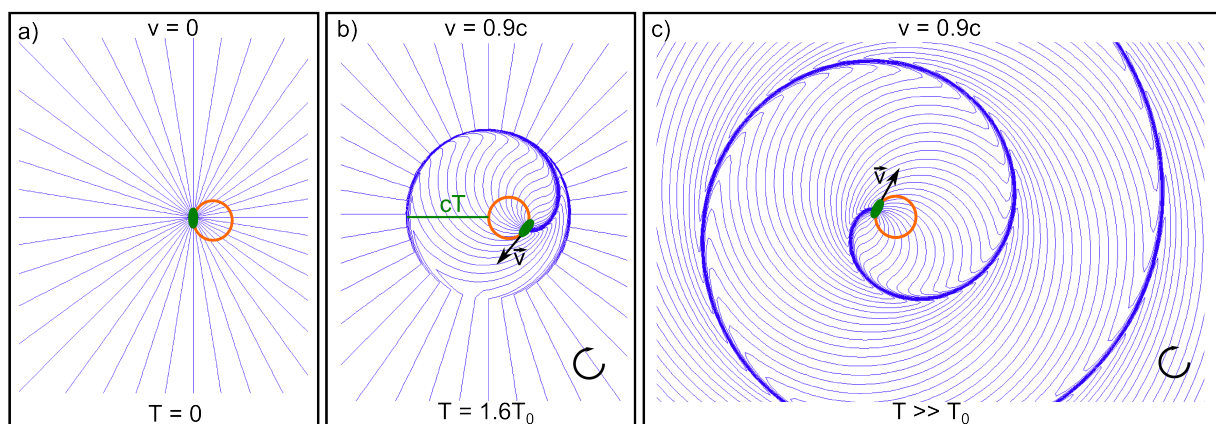 a)
v = 0
T = 0
b)
v = 0.9c
cT
v⃗
T = 1.6T₀
c)
v = 0.9c
v⃗
T >> T₀